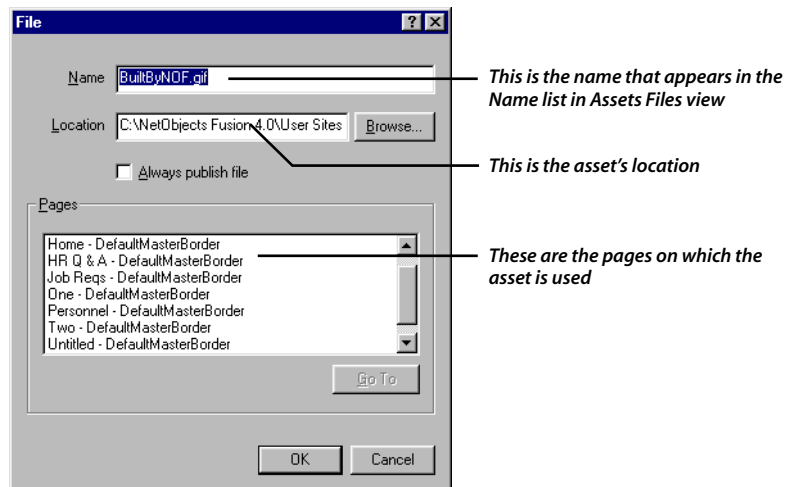 File
Name
BuiltByNOF.gif
This is the name that appears in the
Name list in Assets Files view
Location
C:\NetObjects Fusion 4.0\User Sites
Browse...
This is the asset's location
Always publish file
Pages
Home - DefaultMasterBorder
HR Q & A - DefaultMasterBorder
Job Reqs - DefaultMasterBorder
One - DefaultMasterBorder
Personnel - DefaultMasterBorder
Two - DefaultMasterBorder
Untitled - DefaultMasterBorder
These are the pages on which the
asset is used
Go To
OK
Cancel